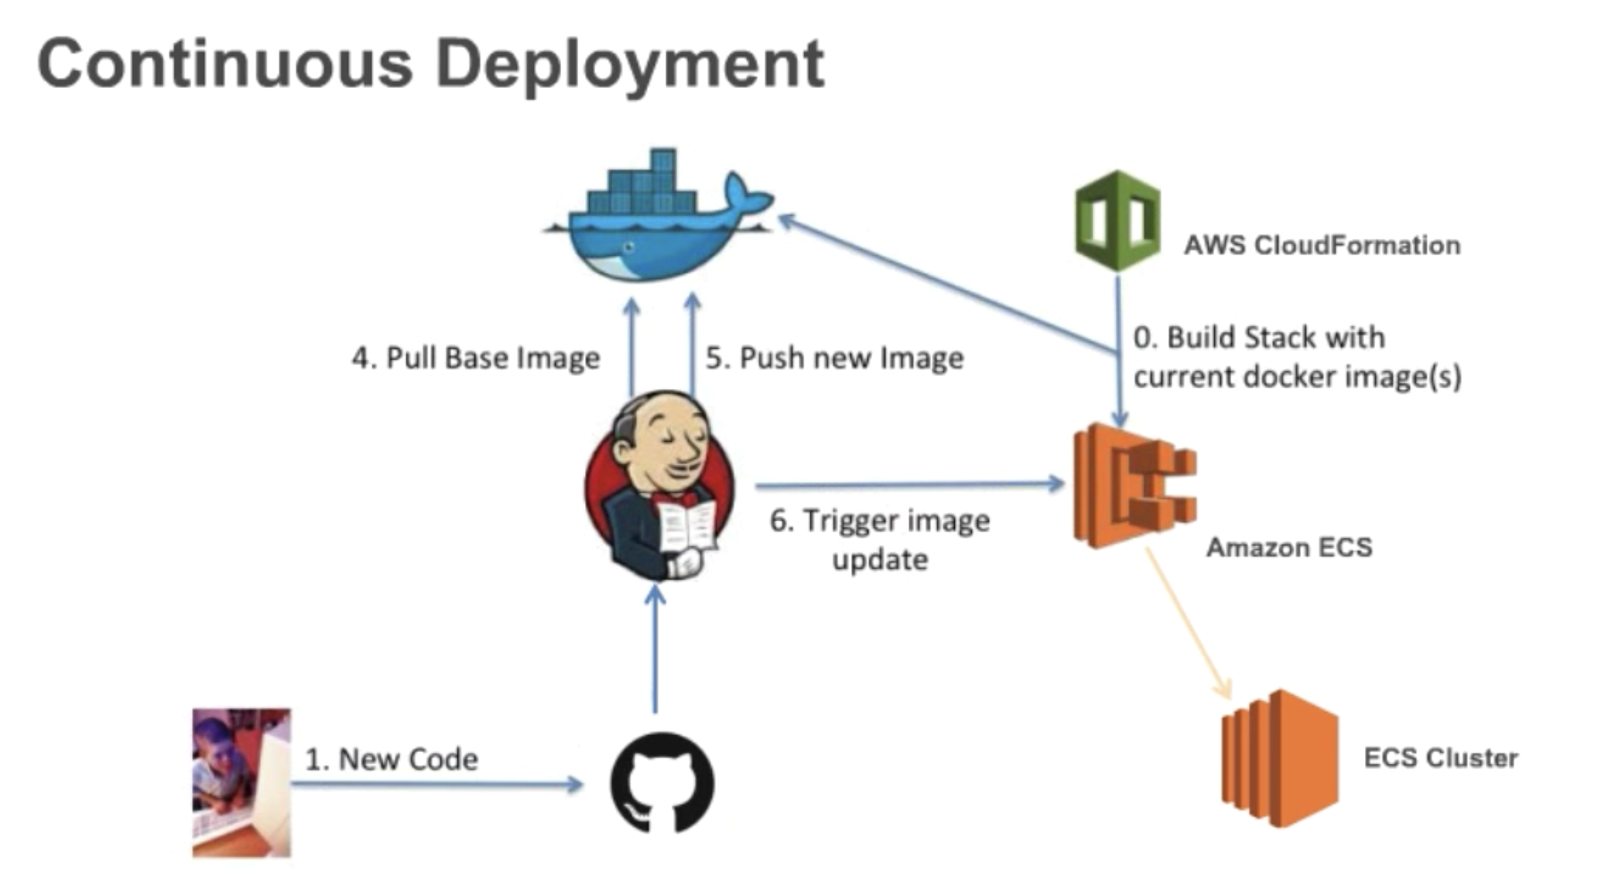 Continuous Deployment
AWS CloudFormation
0. Build Stack with
current docker image(s)
4. Pull Base Image
5. Push new Image
6. Trigger image
update
Amazon ECS
1. New Code
ECS Cluster